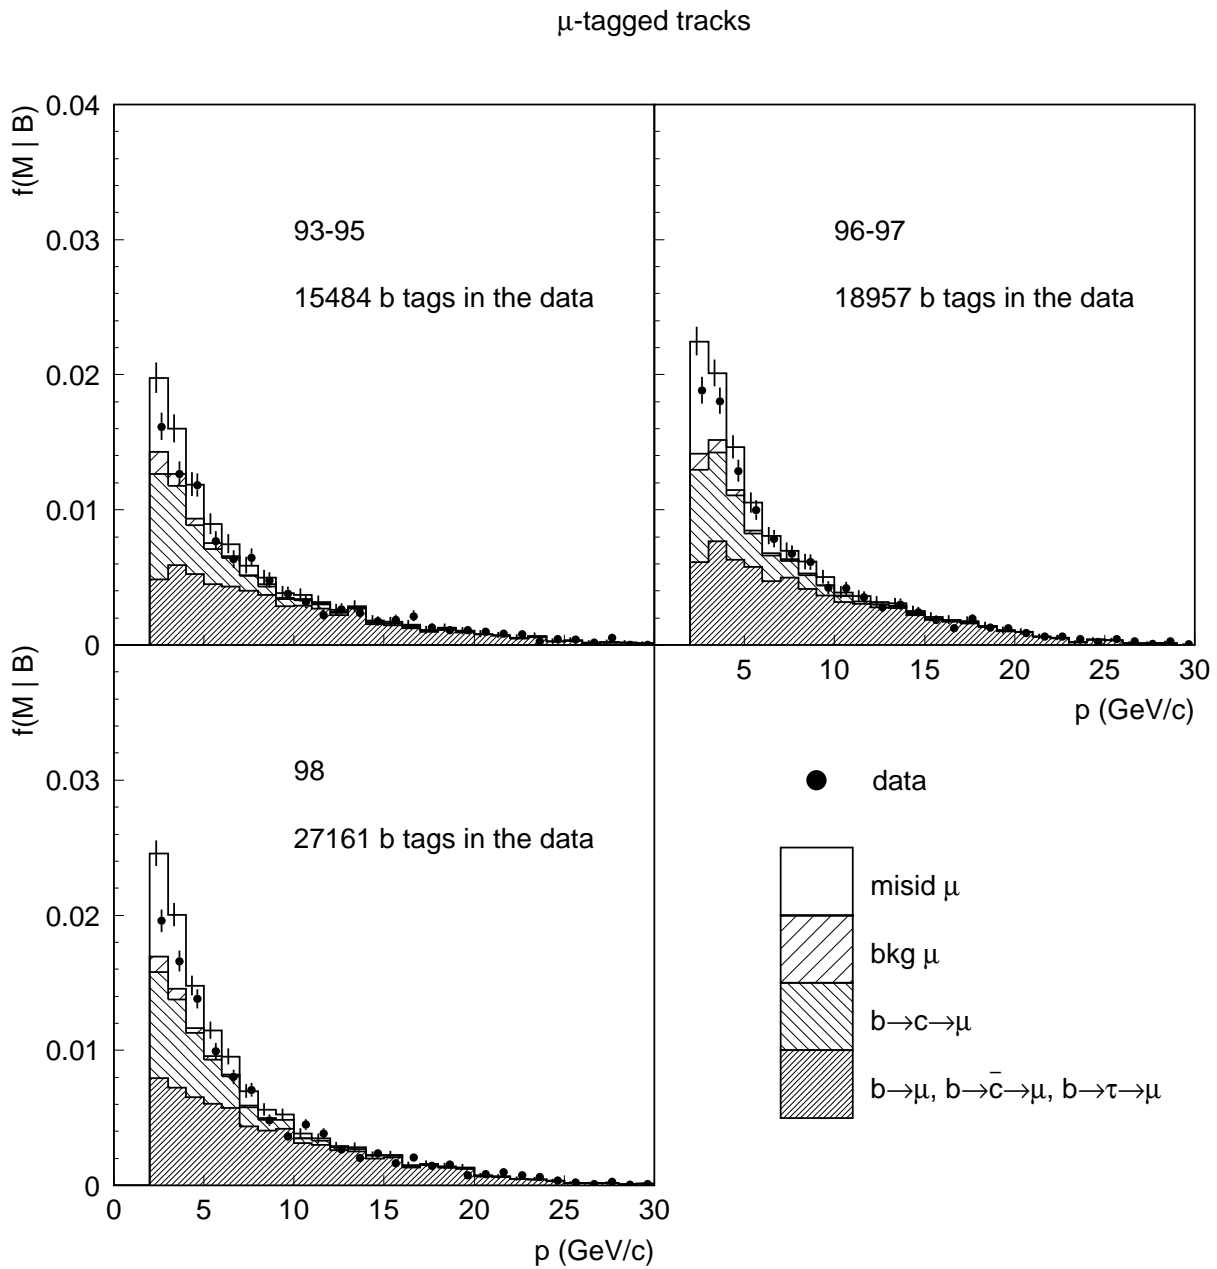 μ-tagged tracks
f(M | B)
0.04
0.03
0.02
0.01
0
93-95
15484 b tags in the data
96-97
18957 b tags in the data
5 10 15 20 25 30
p (GeV/c)
f(M | B)
0.03
0.02
0.01
0
98
27161 b tags in the data
0 5 10 15 20 25 30
p (GeV/c)
data
misid μ
bkg μ
b→c→μ
b→μ, b→c̄→μ, b→τ→μ